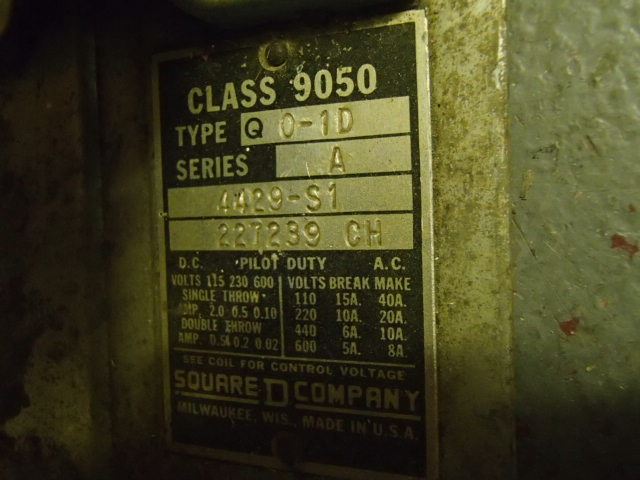 CLASS 9050
TYPE Q O-1D
SERIES A
4429-S1
22T239 CH
D.C. PILOT DUTY A.C.
VOLTS 115 230 600 VOLTS BREAK MAKE
SINGLE THROW 110 15A. 40A.
AMP. 2.0 0.5 0.10 220 10A. 20A.
DOUBLE THROW 440 6A. 10A.
AMP. 0.5 0.2 0.02 600 5A. 8A.
SEE COIL FOR CONTROL VOLTAGE
SQUARE D COMPANY
MILWAUKEE, WIS., MADE IN U.S.A.